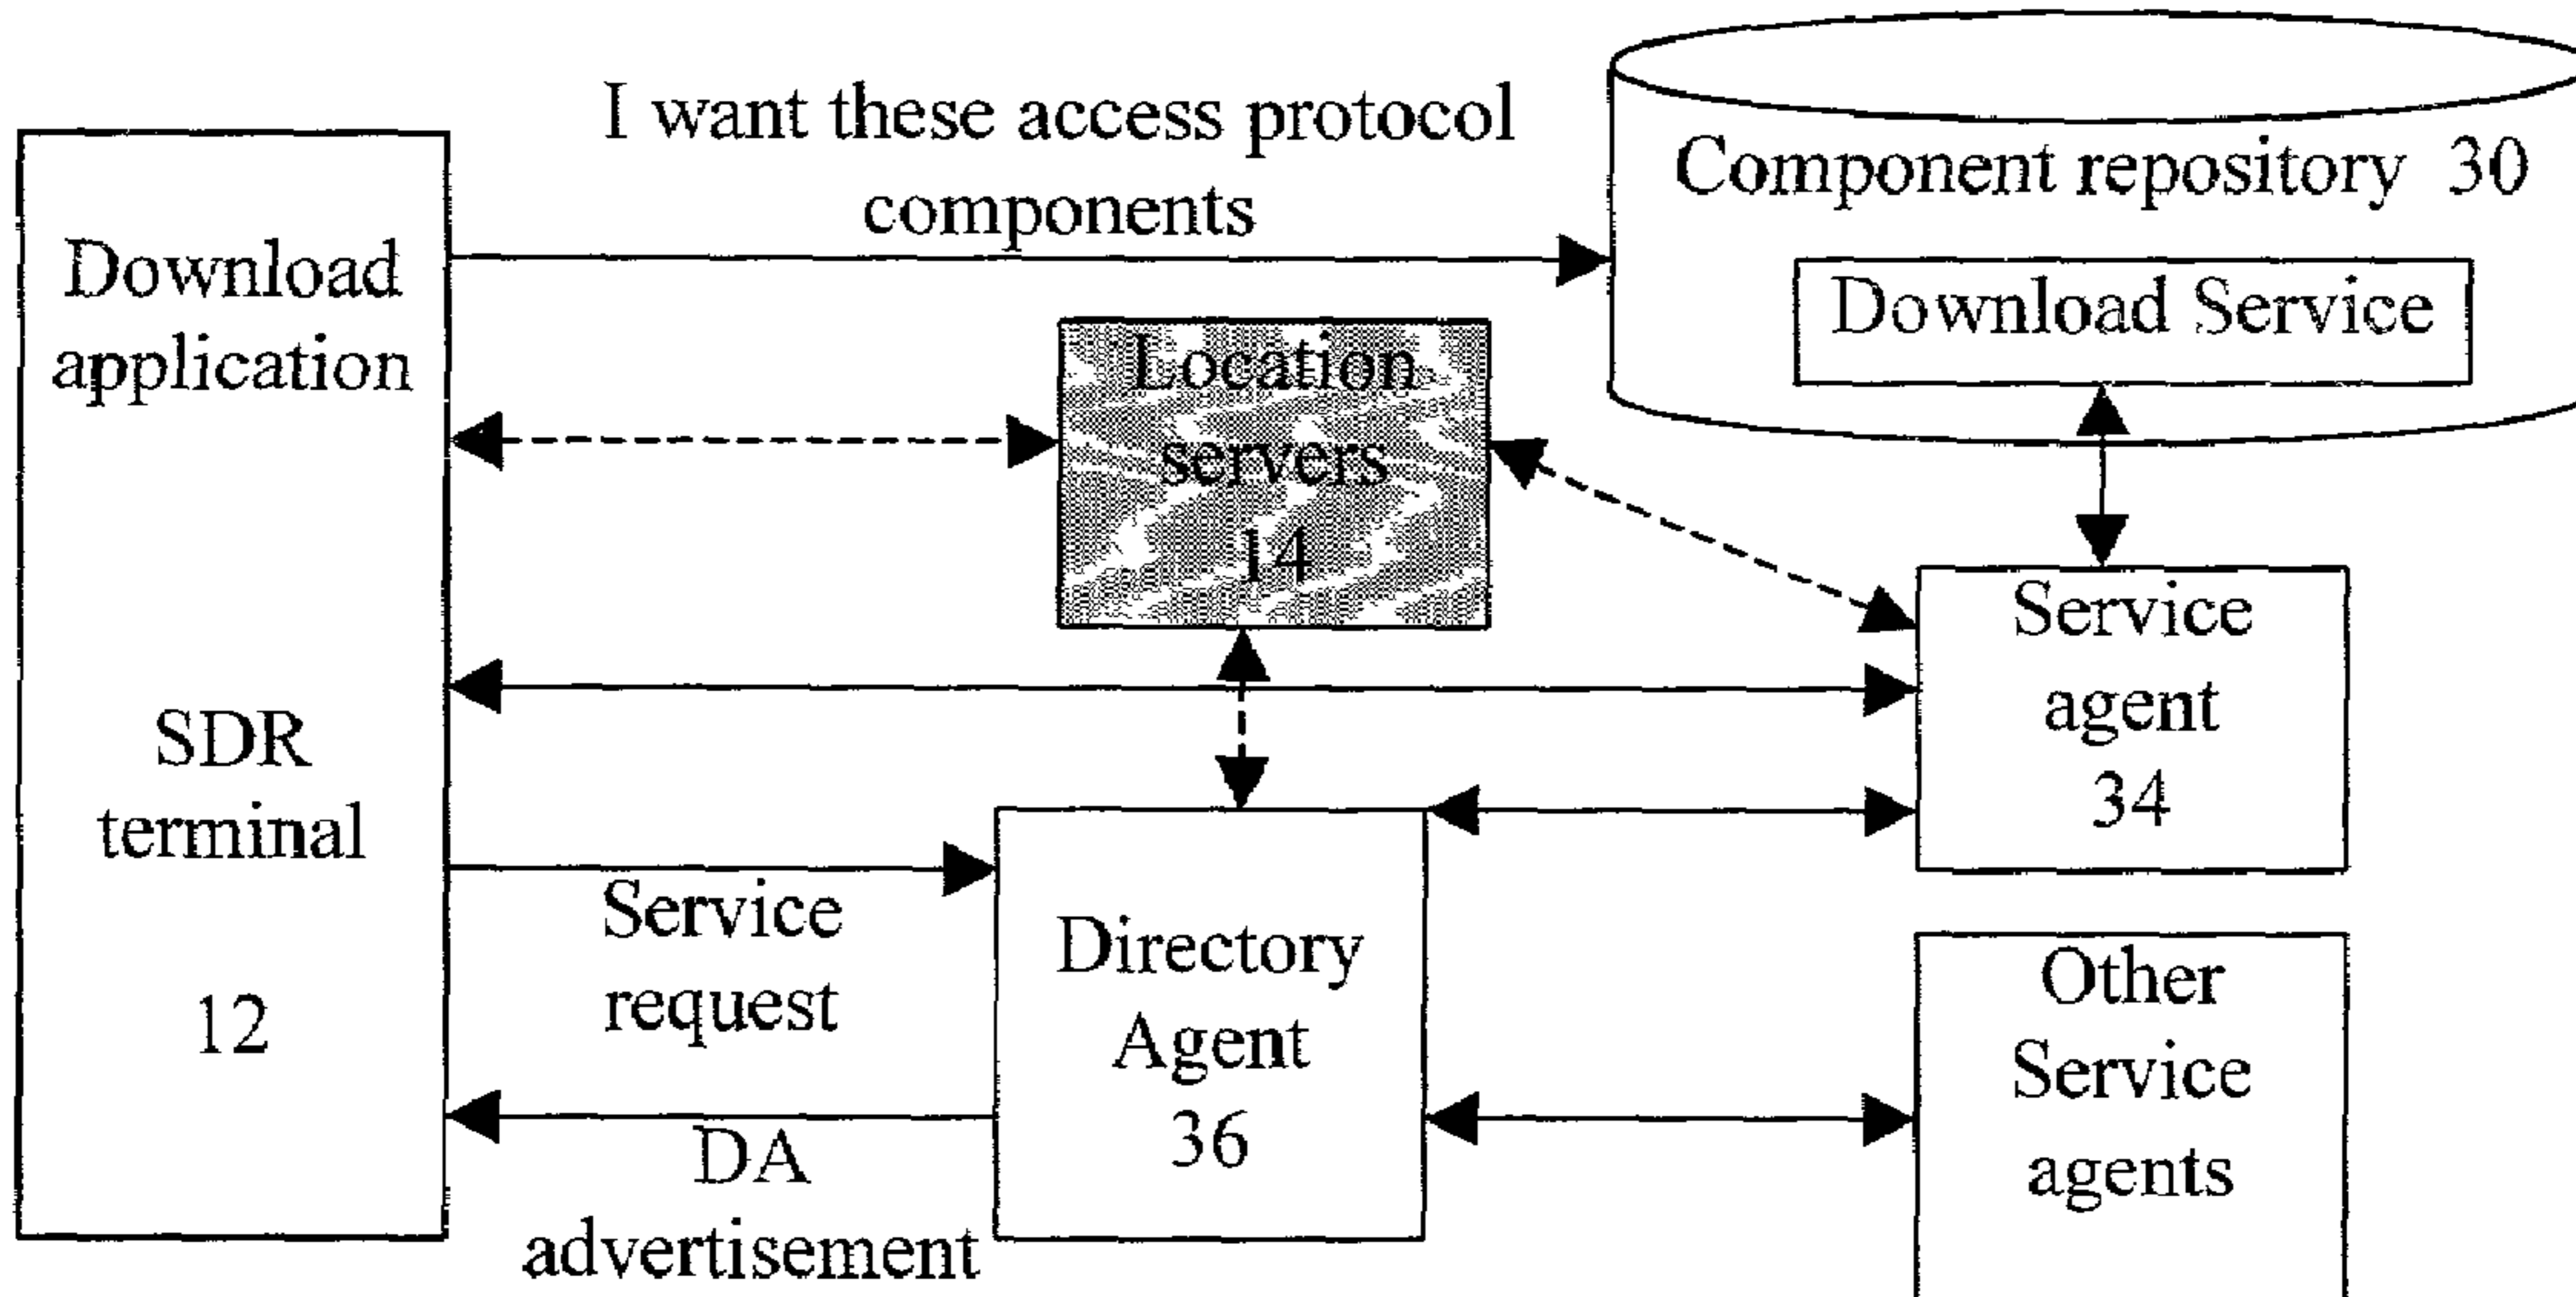 I want these access protocol
components
Component repository 30
Download Service
Download
application
SDR
terminal
12
Location
servers
14
Service
agent
34
Service
request
DA
advertisement
Directory
Agent
36
Other
Service
agents